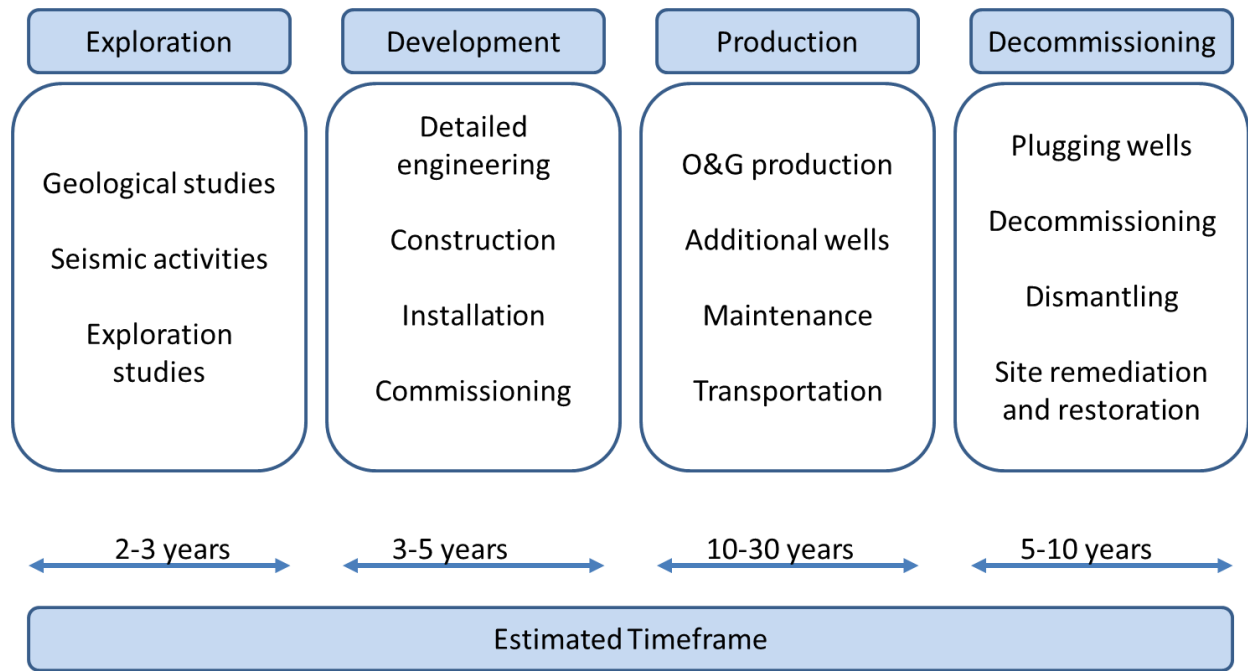 Exploration
Development
Production
Decommissioning
Geological studies
Seismic activities
Exploration
studies
Detailed
engineering
Construction
Installation
Commissioning
O&G production
Additional wells
Maintenance
Transportation
Plugging wells
Decommissioning
Dismantling
Site remediation
and restoration
2-3 years
3-5 years
10-30 years
5-10 years
Estimated Timeframe